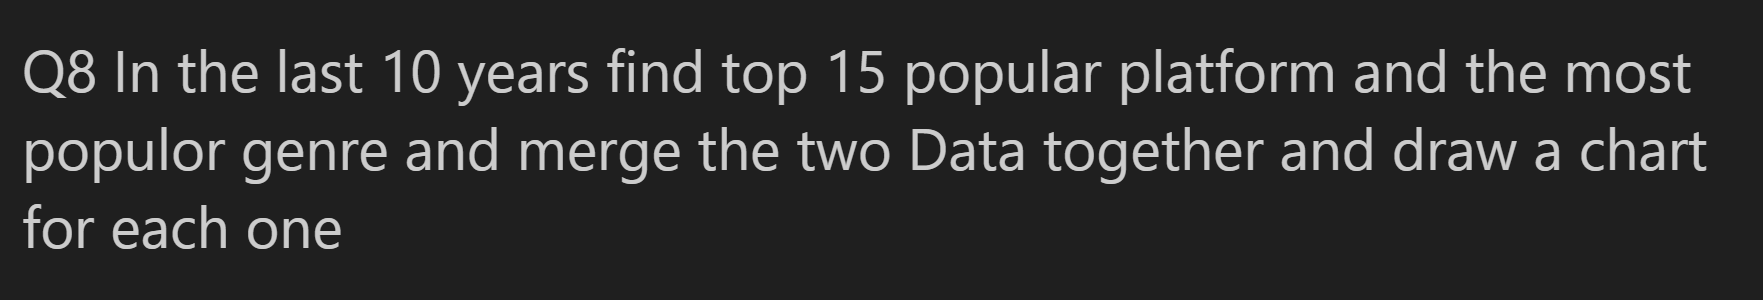 Q8 In the last 10 years find top 15 popular platform and the most
populor genre and merge the two Data together and draw a chart
for each one